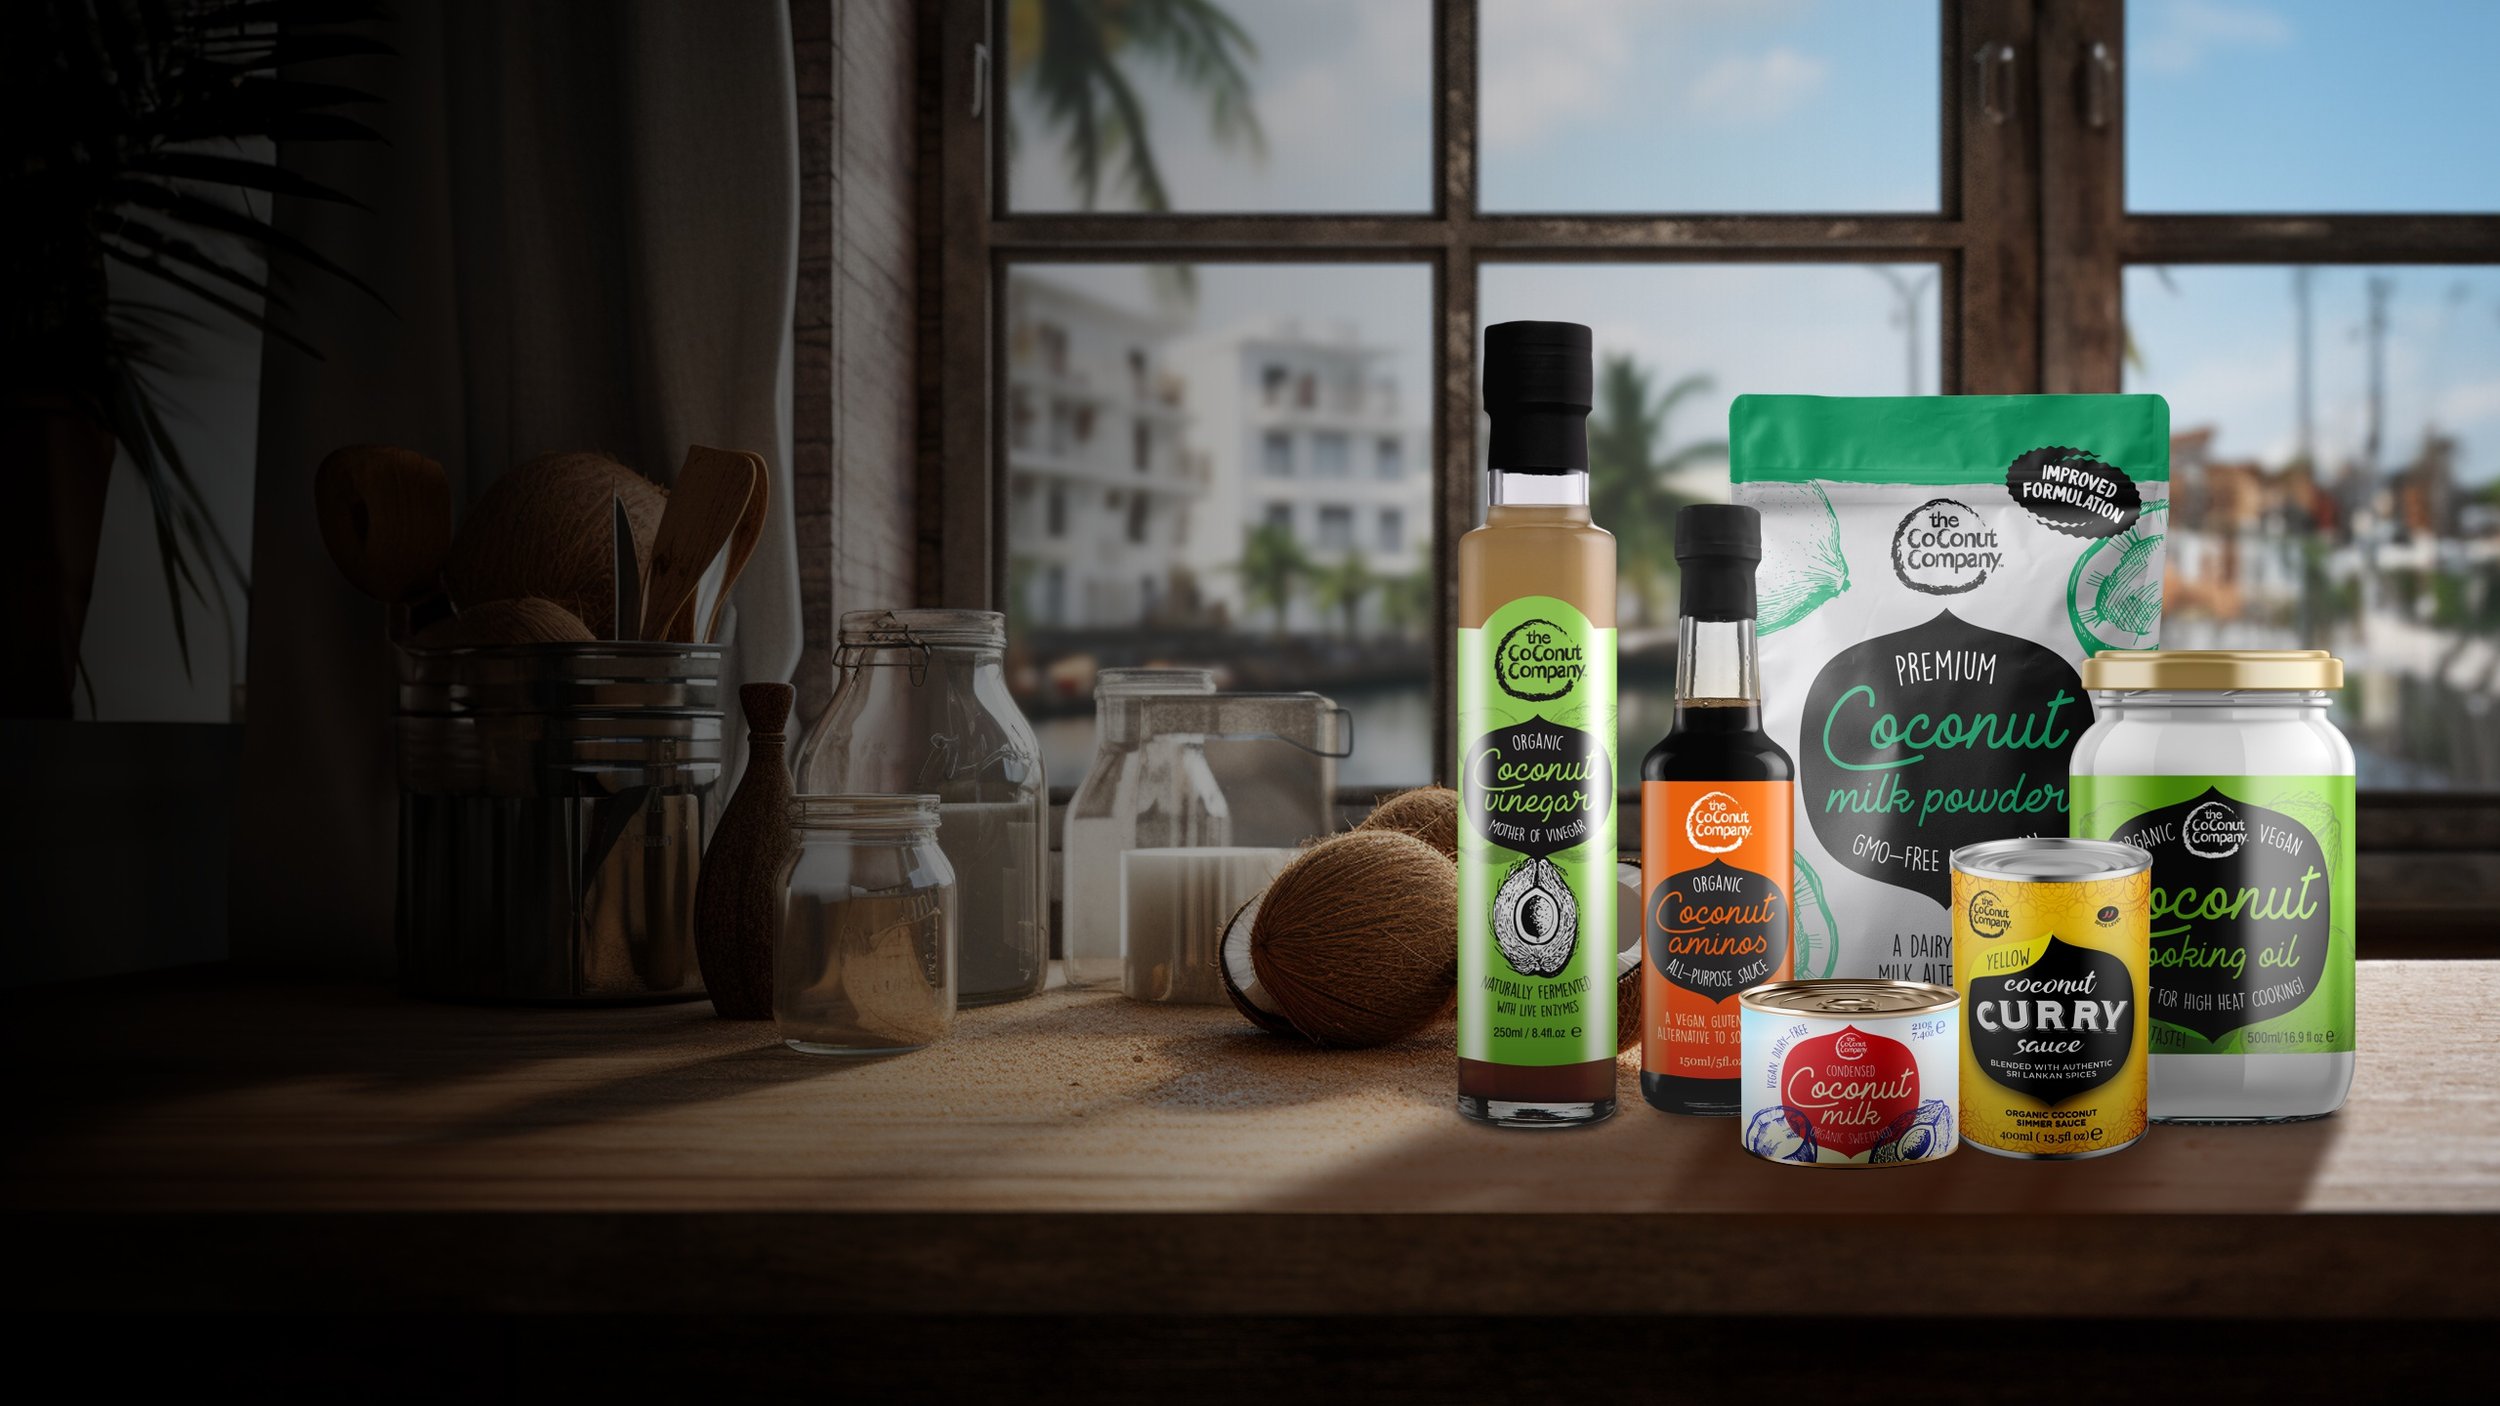 the
CoConut
Company
ORGANIC
Coconut
vinegar
MOTHER OF VINEGAR
NATURALLY FERMENTED
WITH LIVE ENZYMES
250ml / 8.4fl.oz e
the
CoConut
Company
ORGANIC
Coconut
aminos
ALL-PURPOSE SAUCE
A VEGAN, GLUTEN
ALTERNATIVE TO SO
150ml/5fl.oz
IMPROVED
FORMULATION
the
CoConut
Company
PREMIUM
Coconut
milk powder
GMO-FREE
A DAIRY
MILK ALTE
VEGAN, DAIRY-FREE
210g e
7.4oz
the
CoConut
Company
CONDENSED
Coconut
milk
ORGANIC SWEETENED
the
CoConut
Company
YELLOW
coconut
CURRY
sauce
BLENDED WITH AUTHENTIC
SRI LANKAN SPICES
ORGANIC COCONUT
SIMMER SAUCE
400ml ( 13.5fl oz) e
the
CoConut
Company
ORGANIC VEGAN
oconut
ooking oil
T FOR HIGH HEAT COOKING!
TASTE!
500ml/16.9 fl oz e